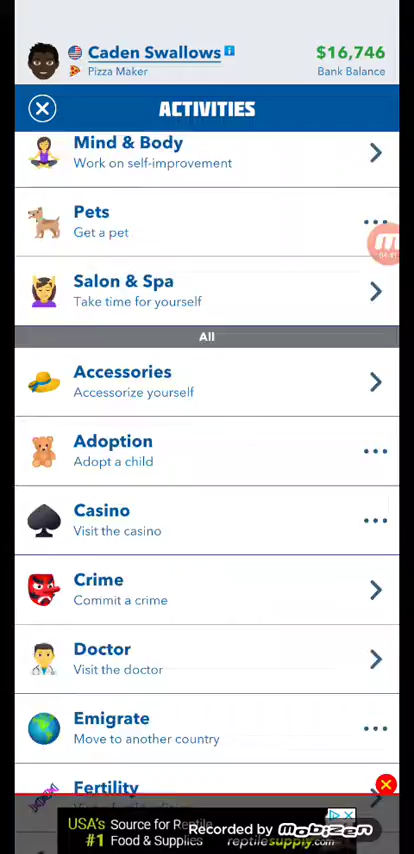 Caden Swallows i $16,746
Pizza Maker Bank Balance
ACTIVITIES
Mind & Body
Work on self-improvement
Pets
Get a pet
04:41
Salon & Spa
Take time for yourself
All
Accessories
Accessorize yourself
Adoption
Adopt a child
Casino
Visit the casino
Crime
Commit a crime
Doctor
Visit the doctor
Emigrate
Move to another country
Fertility
USA's Source for Reptile
#1 Food & Supplies
Recorded by mobizen
reptilesupply.com